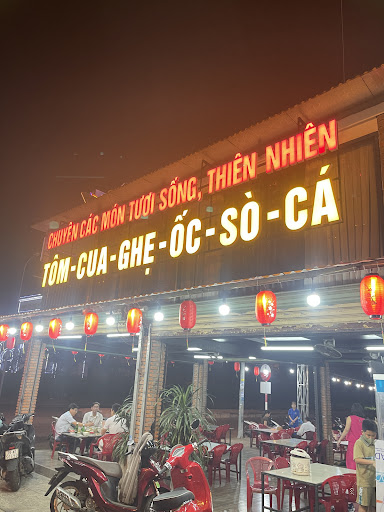 CHUYÊN CÁC MÓN TƯƠI SỐNG, THIÊN NHIÊN
TÔM-CUA-GHẸ-ỐC-SÒ-CÁ